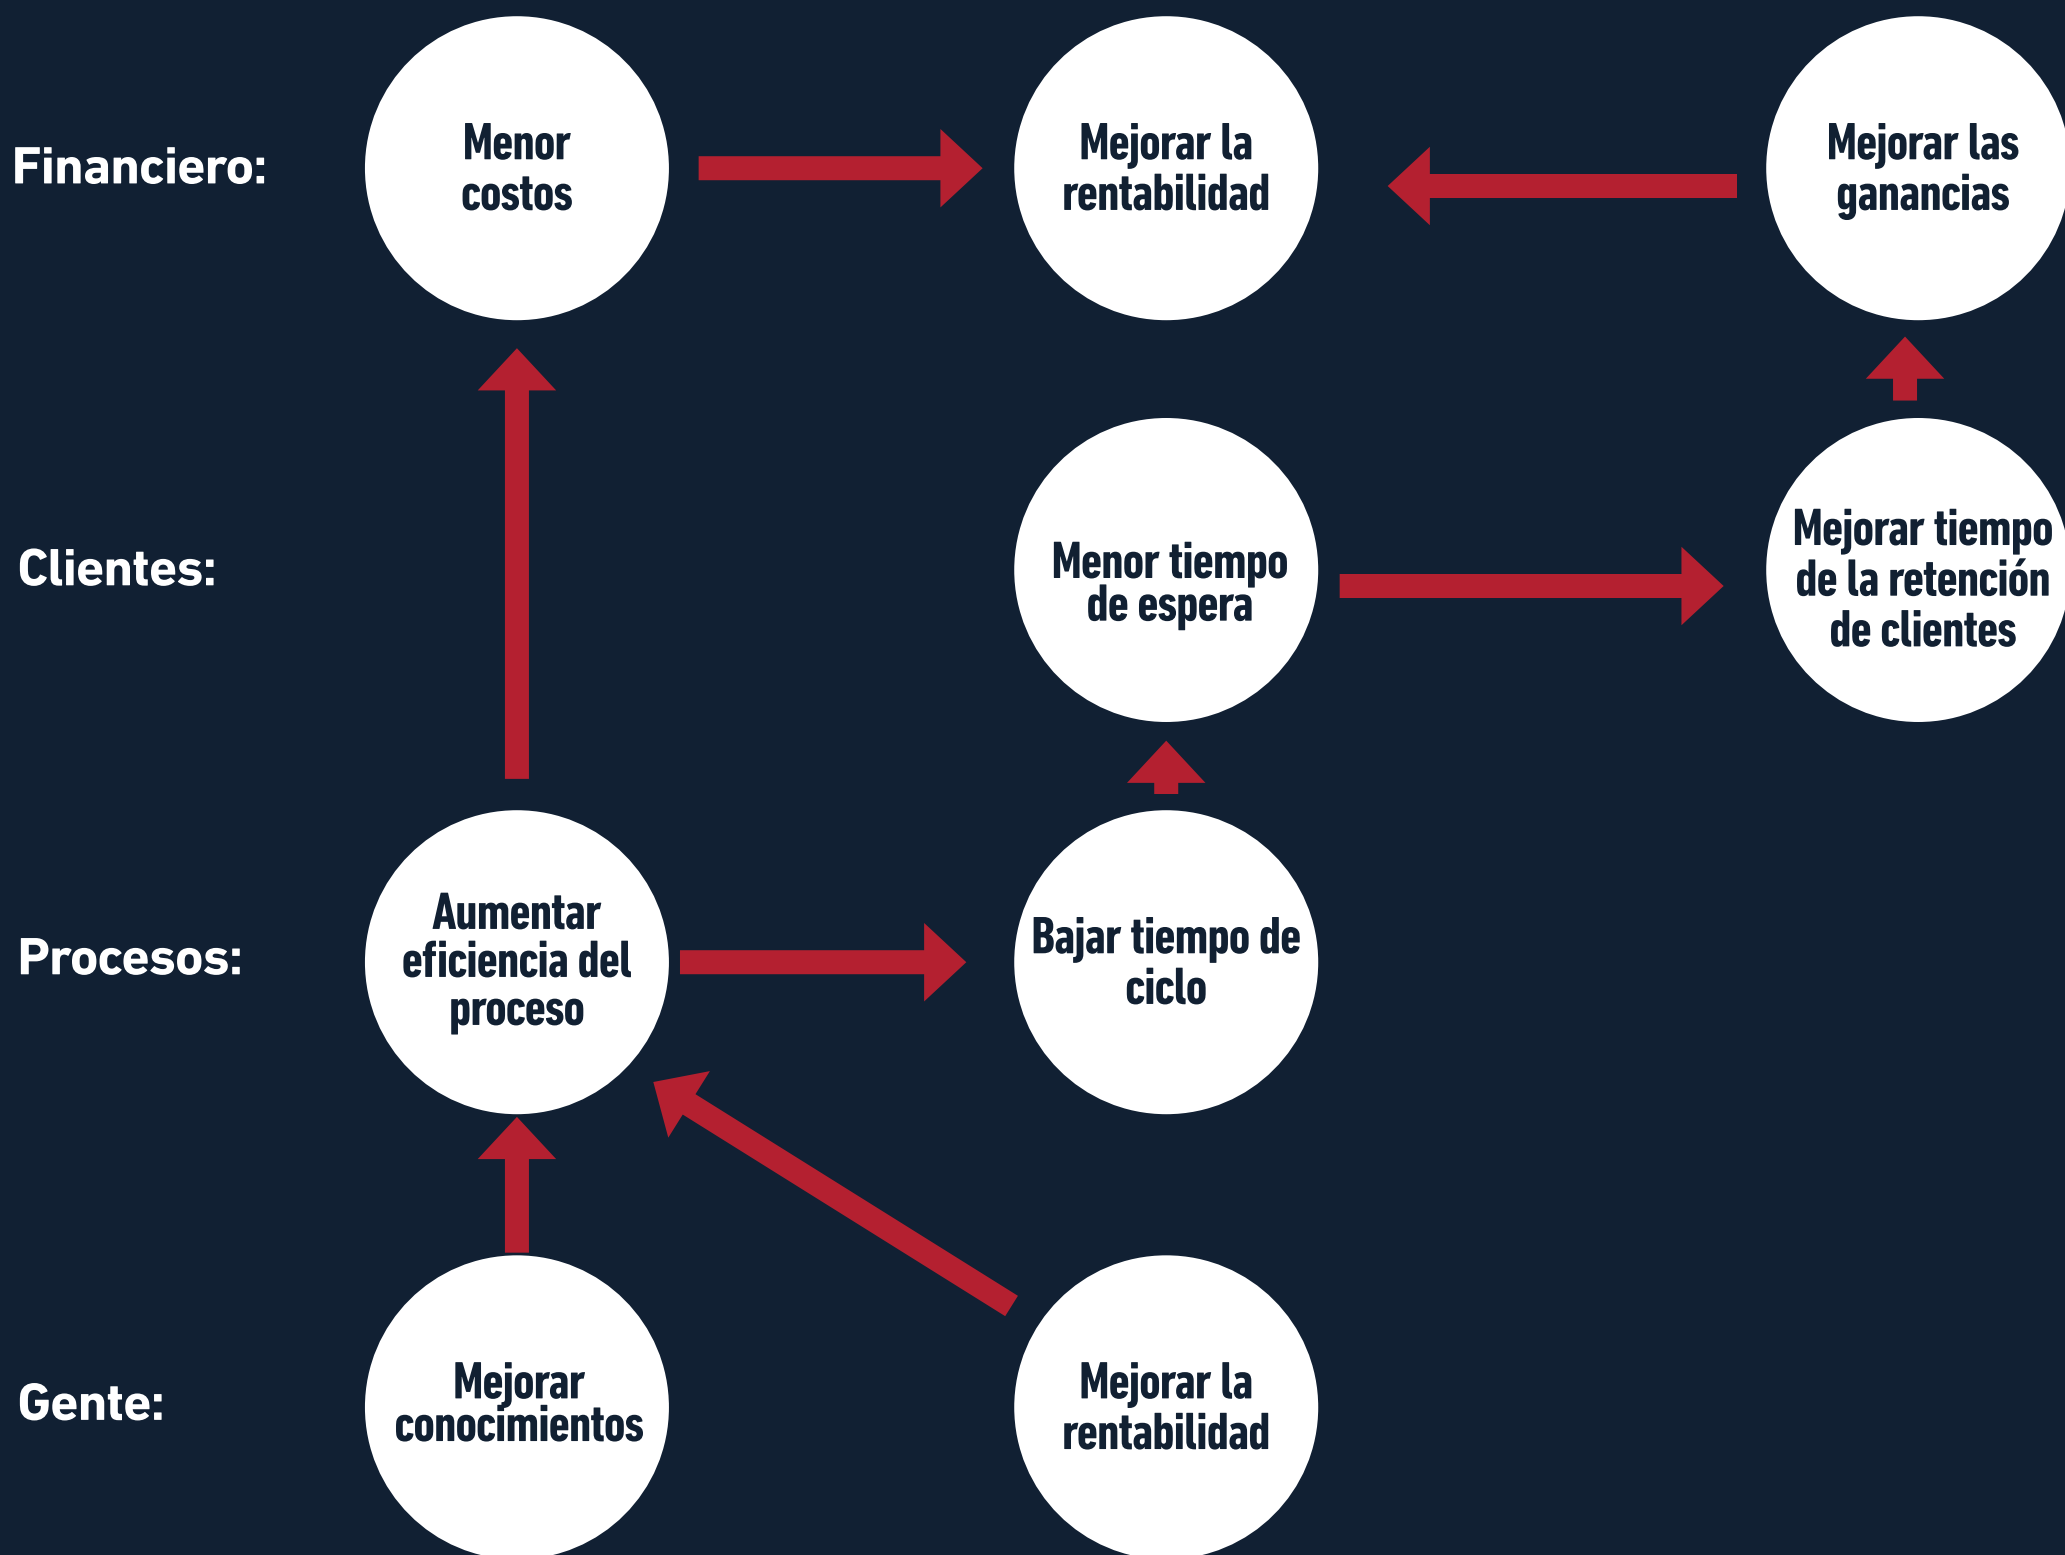 Financiero:
Menor
costos
Mejorar la
rentabilidad
Mejorar las
ganancias
Clientes:
Menor tiempo
de espera
Mejorar tiempo
de la retención
de clientes
Procesos:
Aumentar
eficiencia del
proceso
Bajar tiempo de
ciclo
Gente:
Mejorar
conocimientos
Mejorar la
rentabilidad